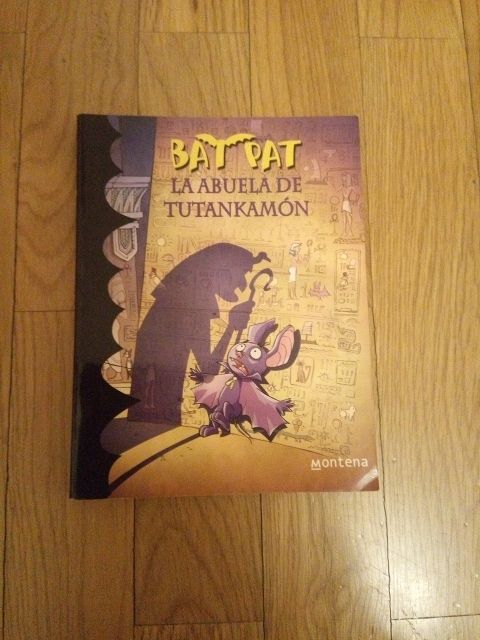 BAT PAT
LA ABUELA DE
TUTANKAMÓN
Montena